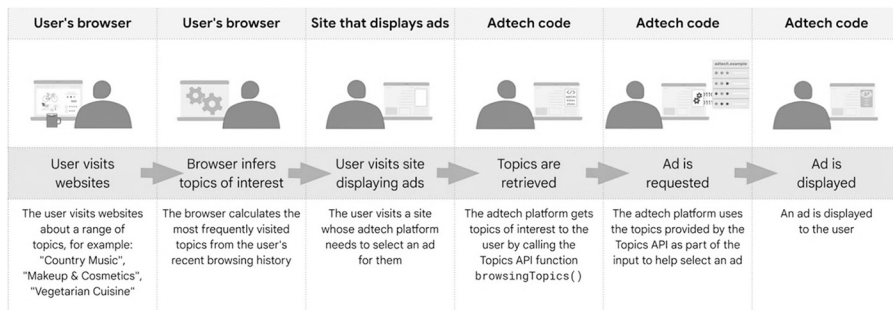 User's browser
User's browser
Site that displays ads
Adtech code
Adtech code
Adtech code
adtech.example
User visits
websites
Browser infers
topics of interest
User visits site
displaying ads
Topics are
retrieved
Ad is
requested
Ad is
displayed
The user visits websites
about a range of
topics, for example:
"Country Music",
"Makeup & Cosmetics",
"Vegetarian Cuisine"
The browser calculates the
most frequently visited
topics from the user's
recent browsing history
The user visits a site
whose adtech platform
needs to select an ad
for them
The adtech platform gets
topics of interest to the
user by calling the
Topics API function
browsingTopics()
The adtech platform uses
the topics provided by the
Topics API as part of the
input to help select an ad
An ad is displayed
to the user